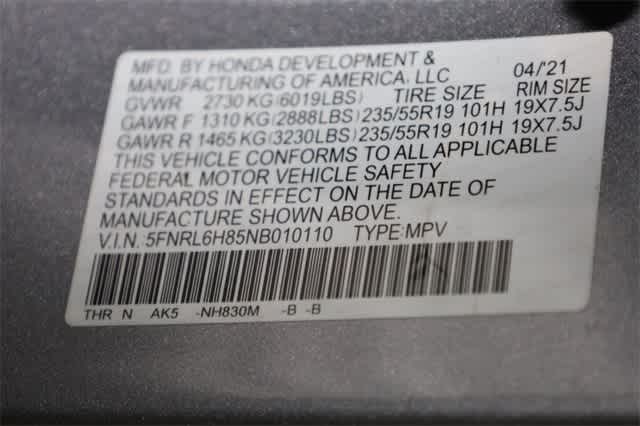 MFD. BY HONDA DEVELOPMENT &
MANUFACTURING OF AMERICA, LLC 04/'21
GVWR 2730 KG(6019LBS) TIRE SIZE RIM SIZE
GAWR F 1310 KG(2888LBS)235/55R19 101H 19X7.5J
GAWR R 1465 KG(3230LBS)235/55R19 101H 19X7.5J
THIS VEHICLE CONFORMS TO ALL APPLICABLE
FEDERAL MOTOR VEHICLE SAFETY
STANDARDS IN EFFECT ON THE DATE OF
MANUFACTURE SHOWN ABOVE.
V.I.N. :5FNRL6H85NB010110 TYPE:MPV
THR N AK5 -NH830M -B -B